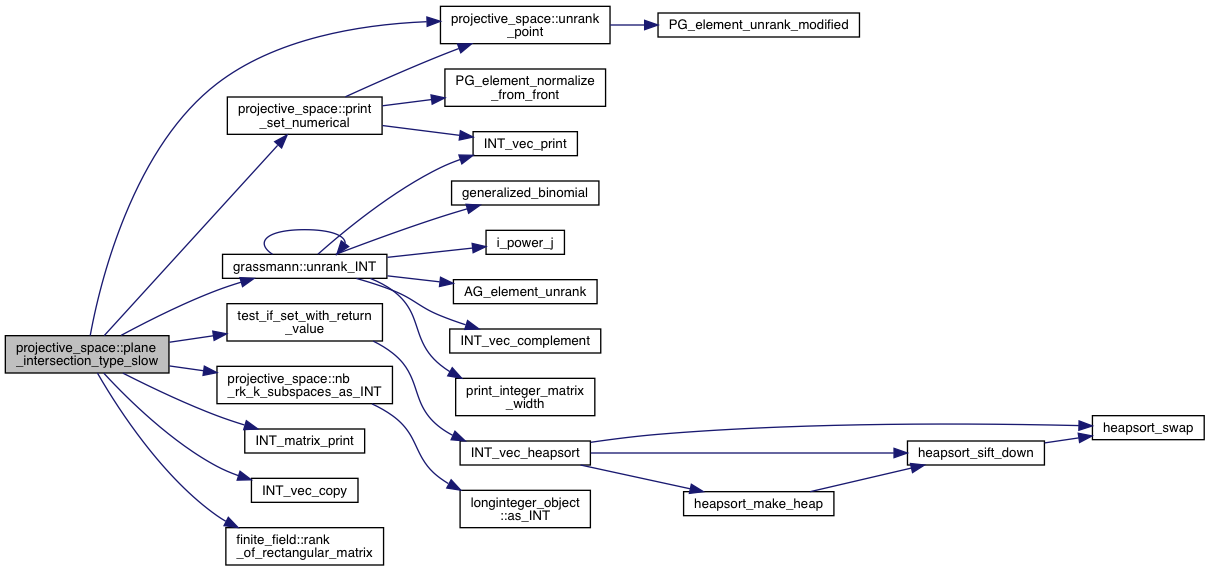 projective_space::plane
_intersection_type_slow
projective_space::unrank
_point
PG_element_unrank_modified
projective_space::print
_set_numerical
PG_element_normalize
_from_front
INT_vec_print
grassmann::unrank_INT
generalized_binomial
i_power_j
AG_element_unrank
INT_vec_complement
print_integer_matrix
_width
test_if_set_with_return
_value
INT_vec_heapsort
heapsort_swap
heapsort_sift_down
heapsort_make_heap
projective_space::nb
_rk_k_subspaces_as_INT
longinteger_object
::as_INT
INT_matrix_print
INT_vec_copy
finite_field::rank
_of_rectangular_matrix